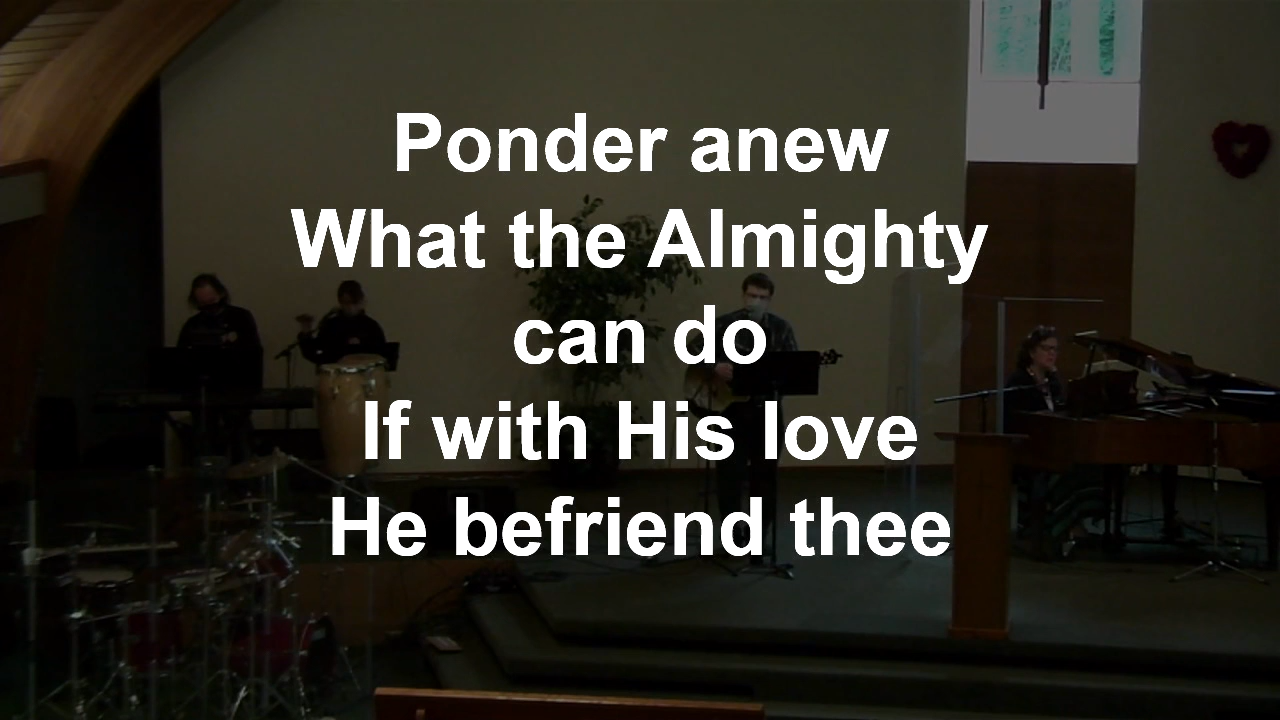 Ponder anew
What the Almighty
can do
If with His love
He befriend thee